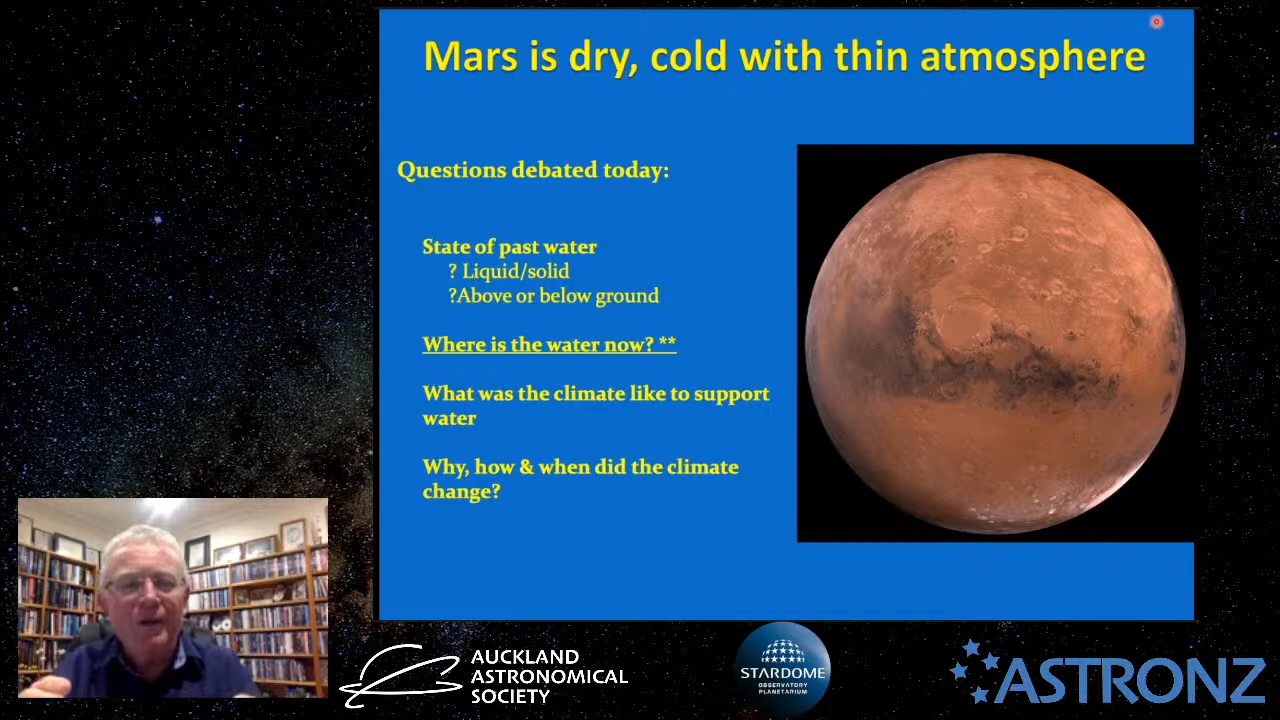 Mars is dry, cold with thin atmosphere
Questions debated today:
State of past water
? Liquid/solid
?Above or below ground
Where is the water now? **
What was the climate like to support
water
Why, how & when did the climate
change?
AUCKLAND
ASTRONOMICAL
SOCIETY
STARDOME
OBSERVATORY
PLANETARIUM
ASTRONZ